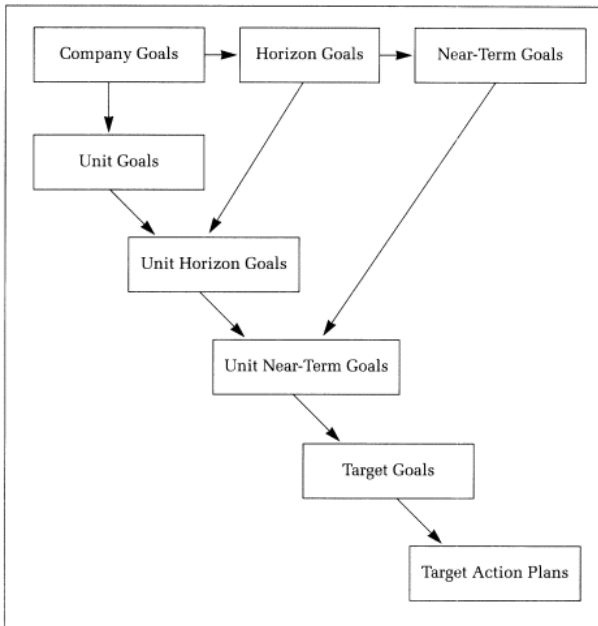 Company Goals
Horizon Goals
Near-Term Goals
Unit Goals
Unit Horizon Goals
Unit Near-Term Goals
Target Goals
Target Action Plans